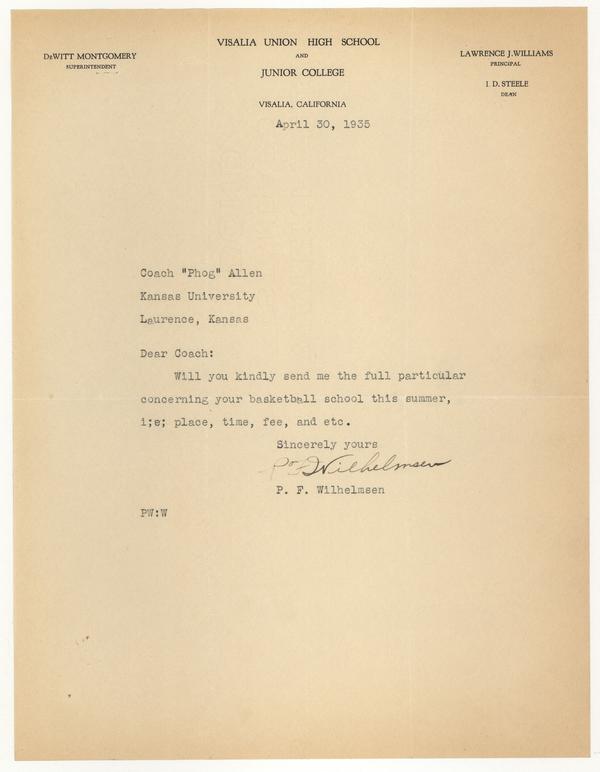 VISALIA UNION HIGH SCHOOL
AND
JUNIOR COLLEGE
VISALIA, CALIFORNIA
DeWITT MONTGOMERY
SUPERINTENDENT
LAWRENCE J. WILLIAMS
PRINCIPAL
I. D. STEELE
DEAN
April 30, 1935
Coach "Phog" Allen
Kansas University
Laurence, Kansas
Dear Coach:
Will you kindly send me the full particular
concerning your basketball school this summer,
i;e; place, time, fee, and etc.
Sincerely yours
P. F. Wilhelmsen
P. F. Wilhelmsen
PW:W